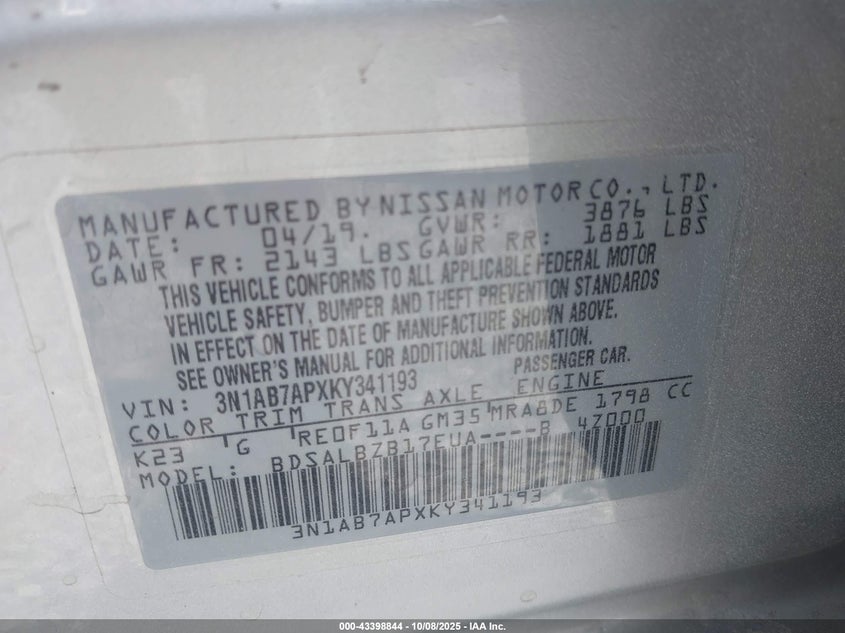 MANUFACTURED BY NISSAN MOTOR CO., LTD.
DATE: 04/19. GVWR: 3876 LBS
GAWR FR: 2143 LBS GAWR RR: 1881 LBS
THIS VEHICLE CONFORMS TO ALL APPLICABLE FEDERAL MOTOR
VEHICLE SAFETY, BUMPER AND THEFT PREVENTION STANDARDS
IN EFFECT ON THE DATE OF MANUFACTURE SHOWN ABOVE.
SEE OWNER'S MANUAL FOR ADDITIONAL INFORMATION.
VIN: 3N1AB7APXKY341193 PASSENGER CAR.
COLOR TRIM TRANS AXLE ENGINE
K23 G RE0F11A GM35 MRA8DE 1798 CC
MODEL: BDSALBZB17EUA----B 47000
3N1AB7APXKY341193
000-43398844 - 10/08/2025 - IAA Inc.